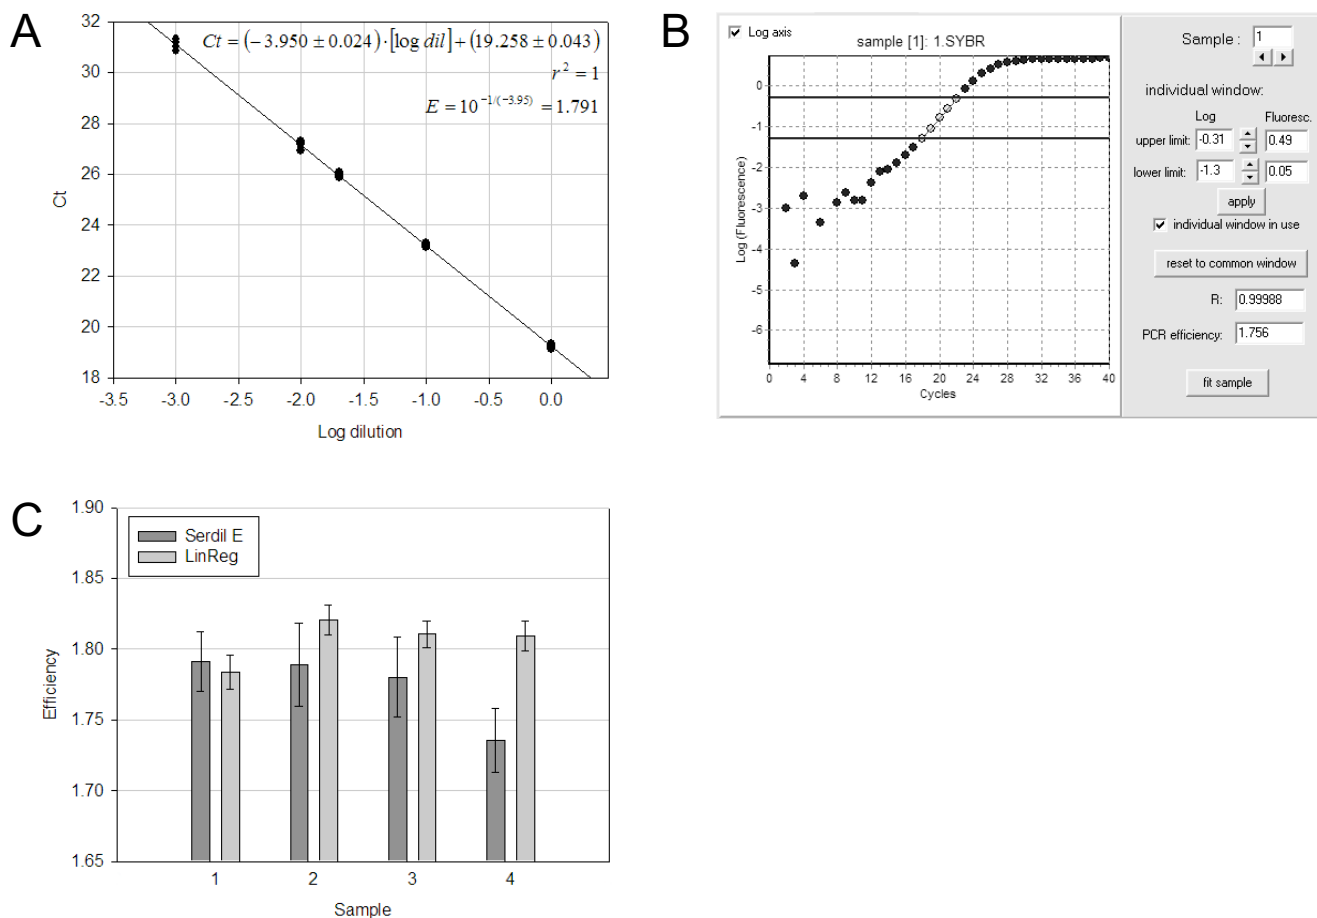 A
32
30
28
26
24
22
20
18
Ct
Ct = (−3.950 ± 0.024)·[log dil]+(19.258 ± 0.043)
r² = 1
E = 10^−1/(−3.95) = 1.791
-3.5 -3.0 -2.5 -2.0 -1.5 -1.0 -0.5 0.0
Log dilution
B
Log axis
sample [1]: 1.SYBR
0
-1
-2
-3
-4
-5
-6
Log (Fluorescence)
0 4 8 12 16 20 24 28 32 36 40
Cycles
Sample : 1
individual window:
Log Fluoresc.
upper limit: -0.31 0.49
lower limit: -1.3 0.05
apply
individual window in use
reset to common window
R: 0.99988
PCR efficiency: 1.756
fit sample
C
1.90
1.85
1.80
1.75
1.70
1.65
Efficiency
Serdil E
LinReg
1 2 3 4
Sample